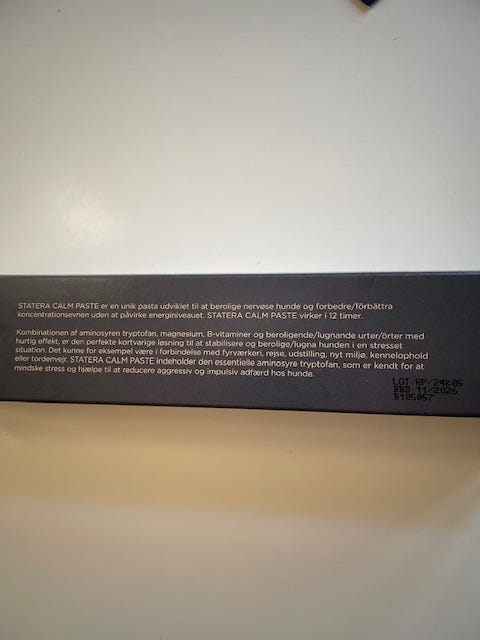 STATERA CALM PASTE er en unik pasta udviklet til at berolige nervøse hunde og forbedre/förbättra
koncentrationsevnen uden at påvirke energiniveauet. STATERA CALM PASTE virker i 12 timer.
Kombinationen af aminosyren tryptofan, magnesium, B-vitaminer og beroligende/lugnande urter/örter med
hurtig effekt, er den perfekte kortvarige løsning til at stabilisere og berolige/lugna hunden i en stresset
situation. Det kunne for eksempel være i forbindelse med fyrværkeri, rejse, udstilling, nyt miljø, kennelophold
eller tordenvejr. STATERA CALM PASTE indeholder den essentielle aminosyre tryptofan, som er kendt for at
mindske stress og hjælpe til at reducere aggressiv og impulsiv adfærd hos hunde.
LOT RP/24K05
BBD 11/2026
B105057